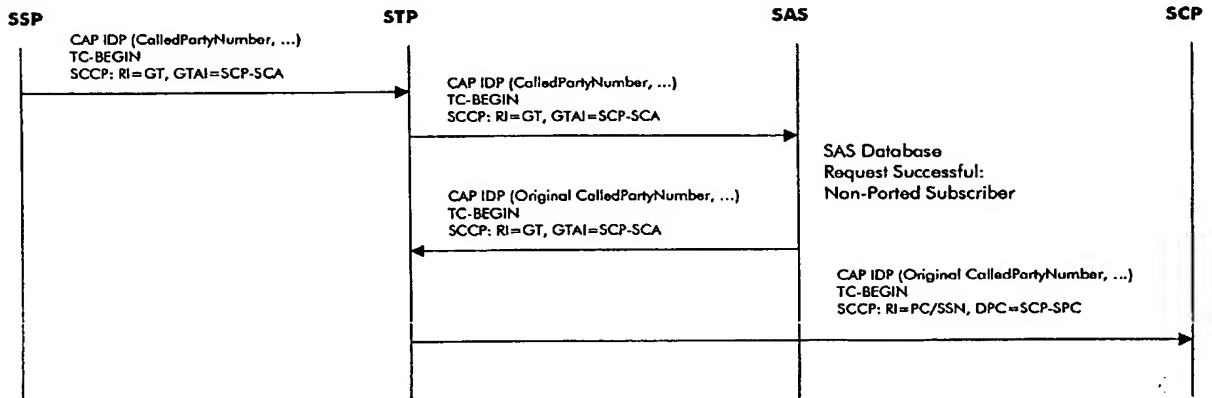 SSP STP SAS SCP
CAP IDP (CalledPartyNumber, ...)
TC-BEGIN
SCCP: RI=GT, GTAI=SCP-SCA
CAP IDP (CalledPartyNumber, ...)
TC-BEGIN
SCCP: RI=GT, GTAI=SCP-SCA
SAS Database
Request Successful:
Non-Ported Subscriber
CAP IDP (Original CalledPartyNumber, ...)
TC-BEGIN
SCCP: RI=GT, GTAI=SCP-SCA
CAP IDP (Original CalledPartyNumber, ...)
TC-BEGIN
SCCP: RI=PC/SSN, DPC=SCP-SPC